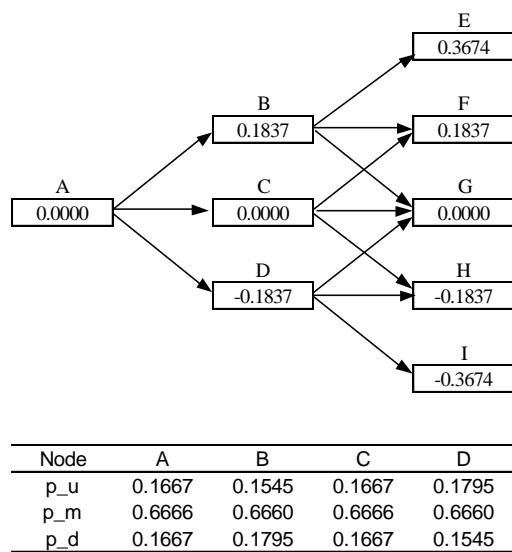 E
0.3674
B
F
0.1837
0.1837
A
C
G
0.0000
0.0000
0.0000
D
H
-0.1837
-0.1837
I
-0.3674
Node A B C D
p_u 0.1667 0.1545 0.1667 0.1795
p_m 0.6666 0.6660 0.6666 0.6660
p_d 0.1667 0.1795 0.1667 0.1545